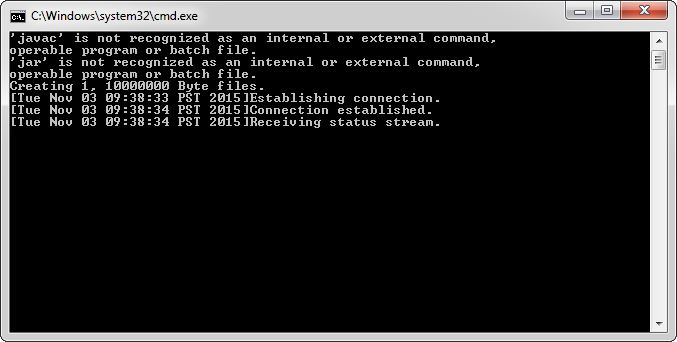 C:\Windows\system32\cmd.exe
'javac' is not recognized as an internal or external command,
operable program or batch file.
'jar' is not recognized as an internal or external command,
operable program or batch file.
Creating 1, 10000000 Byte files.
[Tue Nov 03 09:38:33 PST 2015]Establishing connection.
[Tue Nov 03 09:38:34 PST 2015]Connection established.
[Tue Nov 03 09:38:34 PST 2015]Receiving status stream.